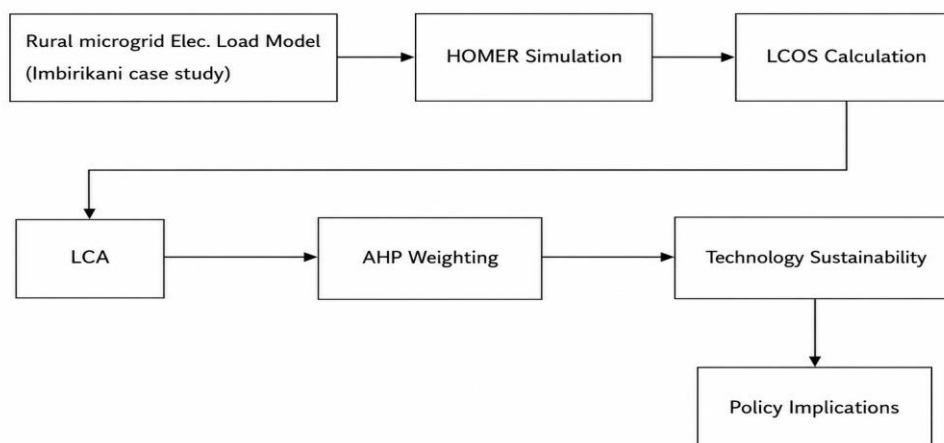 Rural microgrid Elec. Load Model
(Imbirikani case study)
HOMER Simulation
LCOS Calculation
LCA
AHP Weighting
Technology Sustainability
Policy Implications